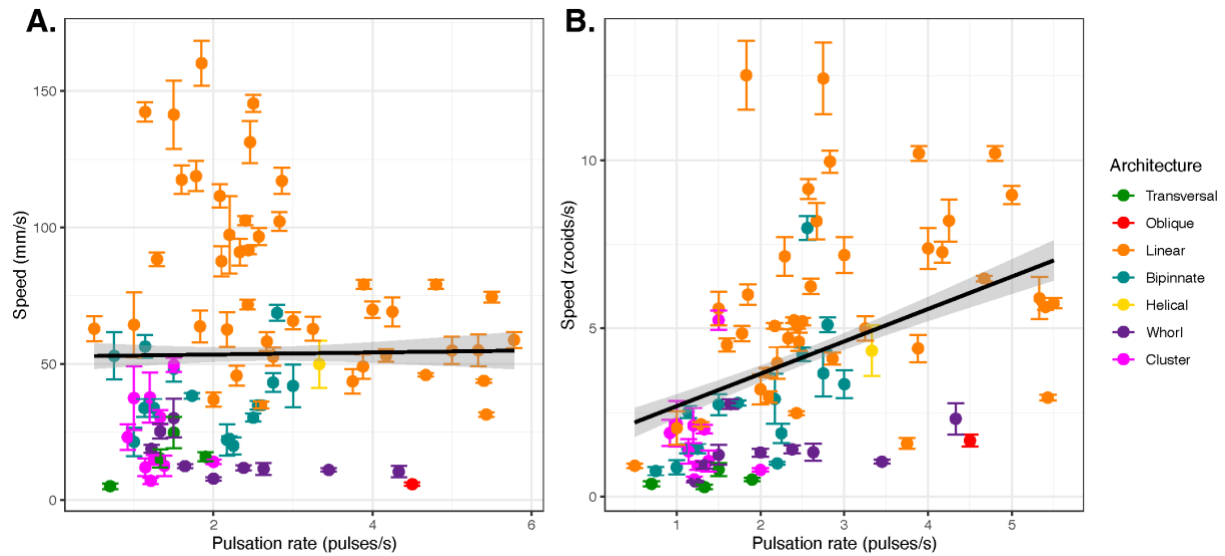 A.
B.
150
100
50
0
Speed (mm/s)
2
4
6
Pulsation rate (pulses/s)
10
5
0
Speed (zooids/s)
1
2
3
4
5
Pulsation rate (pulses/s)
Architecture
Transversal
Oblique
Linear
Bipinnate
Helical
Whorl
Cluster